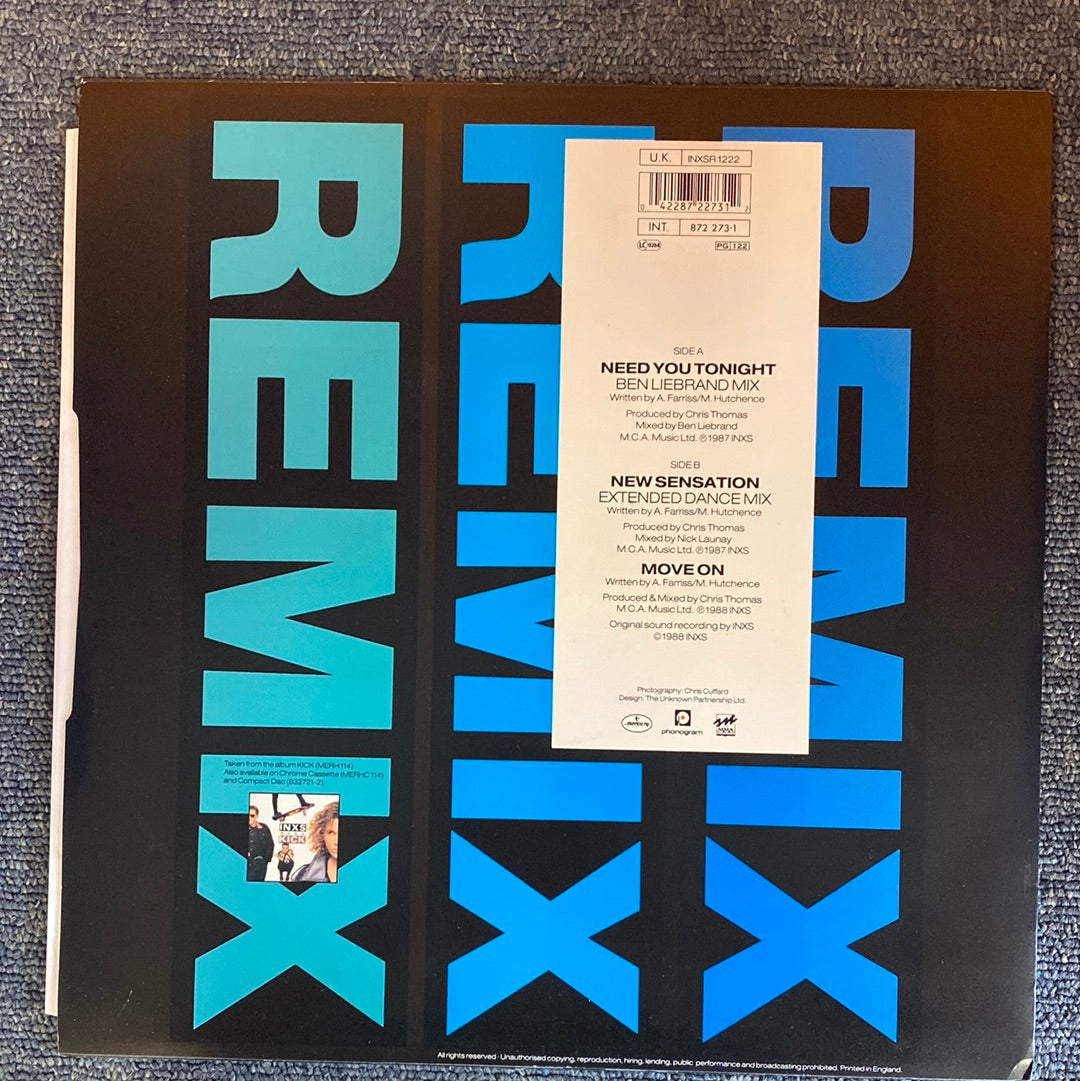 REMIX
REMIX
REMIX
U.K. INXSR 1222
0 42287 22731 2
INT. 872 273-1
LC 0268
PG 122
SIDE A
NEED YOU TONIGHT
BEN LIEBRAND MIX
Written by A. Farriss/M. Hutchence
Produced by Chris Thomas
Mixed by Ben Liebrand
M.C.A. Music Ltd. ℗1987 INXS
SIDE B
NEW SENSATION
EXTENDED DANCE MIX
Written by A. Farriss/M. Hutchence
Produced by Chris Thomas
Mixed by Nick Launay
M.C.A. Music Ltd. ℗1987 INXS
MOVE ON
Written by A. Farriss/M. Hutchence
Produced & Mixed by Chris Thomas
M.C.A. Music Ltd. ℗1988 INXS
Original sound recording by INXS
©1988 INXS
Photography: Chris Cuffard
Design: The Unknown Partnership Ltd.
mercury
phonogram
MMA
Taken from the album KICK (MERH 114)
Also available on Chrome Cassette (MERHC 114)
and Compact Disc (832721-2)
INXS
KICK
All rights reserved · Unauthorised copying, reproduction, hiring, lending, public performance and broadcasting prohibited. Printed in England